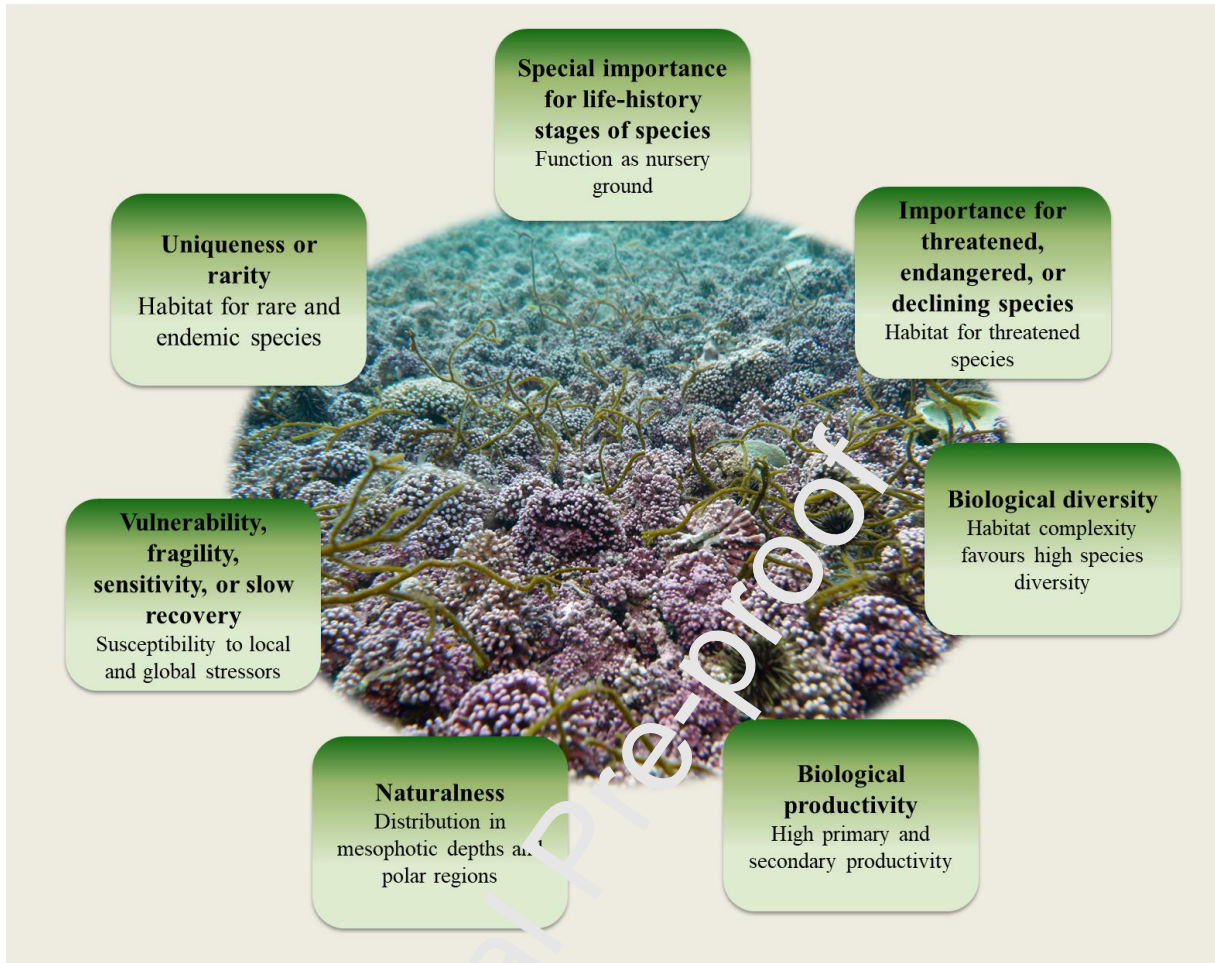 Special importance
for life-history
stages of species
Function as nursery
ground
Uniqueness or
rarity
Habitat for rare and
endemic species
Importance for
threatened,
endangered, or
declining species
Habitat for threatened
species
Biological diversity
Habitat complexity
favours high species
diversity
Vulnerability,
fragility,
sensitivity, or slow
recovery
Susceptibility to local
and global stressors
Naturalness
Distribution in
mesophotic depths and
polar regions
Biological
productivity
High primary and
secondary productivity
al Pre-proof